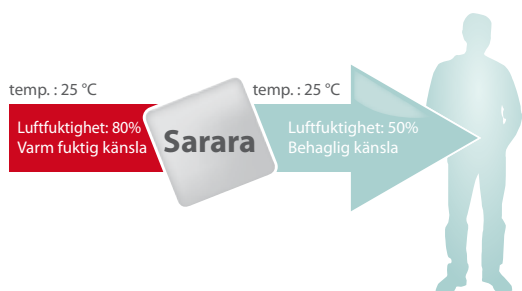 temp. : 25 °C
Luftfuktighet: 80%
Varm fuktig känsla
Sarara
temp. : 25 °C
Luftfuktighet: 50%
Behaglig känsla